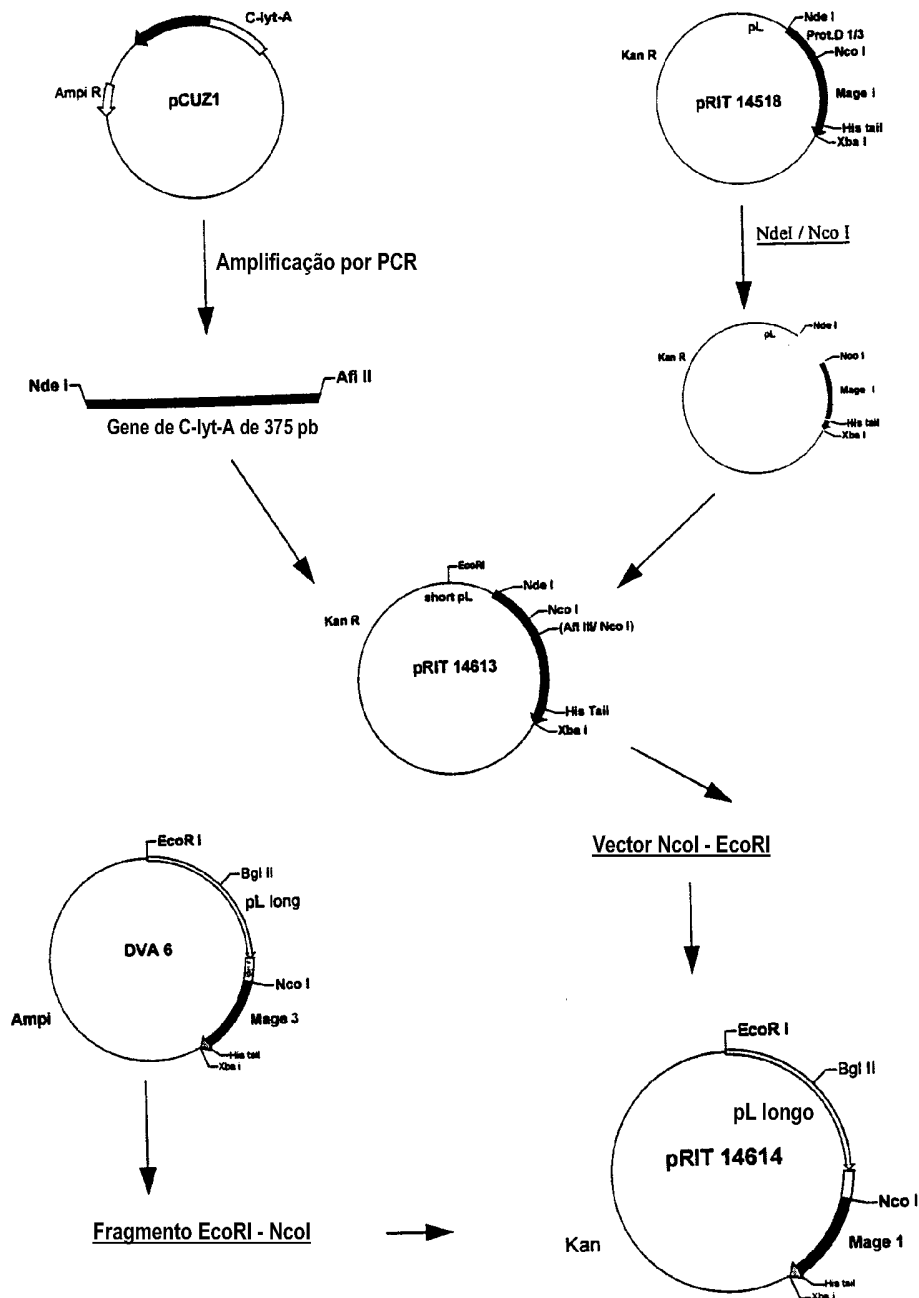 C-lyt-A
Ampi R
pCUZ1
Nde I
pL
Prot.D 1/3
Kan R
Nco I
pRIT 14518
Mage I
His tail
Xba I
Amplificação por PCR
NdeI / Nco I
Nde I
pL
Kan R
Nco I
Mage I
His tail
Xba I
Nde I
Afl II
Gene de C-lyt-A de 375 pb
EcoRI
Nde I
short pL
Nco I
Kan R
(Afl III/ Nco I)
pRIT 14613
His Tail
Xba I
Vector NcoI - EcoRI
EcoR I
Bgl II
pL long
DVA 6
Nco I
Ampi
Mage 3
His tail
Xba I
EcoR I
Bgl II
pL longo
pRIT 14614
Nco I
Kan
Mage 1
His tail
Xba I
Fragmento EcoRI - NcoI